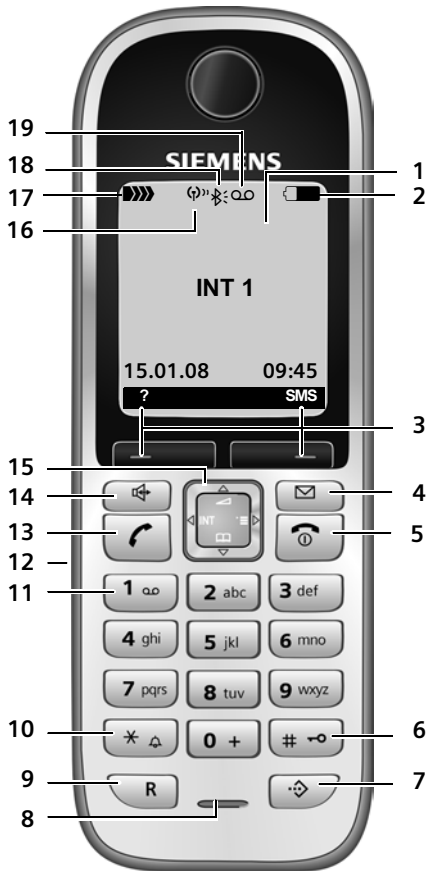 19
SIEMENS
18
1
17
2
16
INT 1
15.01.08 09:45
? SMS
3
15
14
4
INT
13
5
12
11
1 2 abc 3 def
4 ghi 5 jkl 6 mno
7 pqrs 8 tuv 9 wxyz
10
* 0 + #
6
9
R
7
8